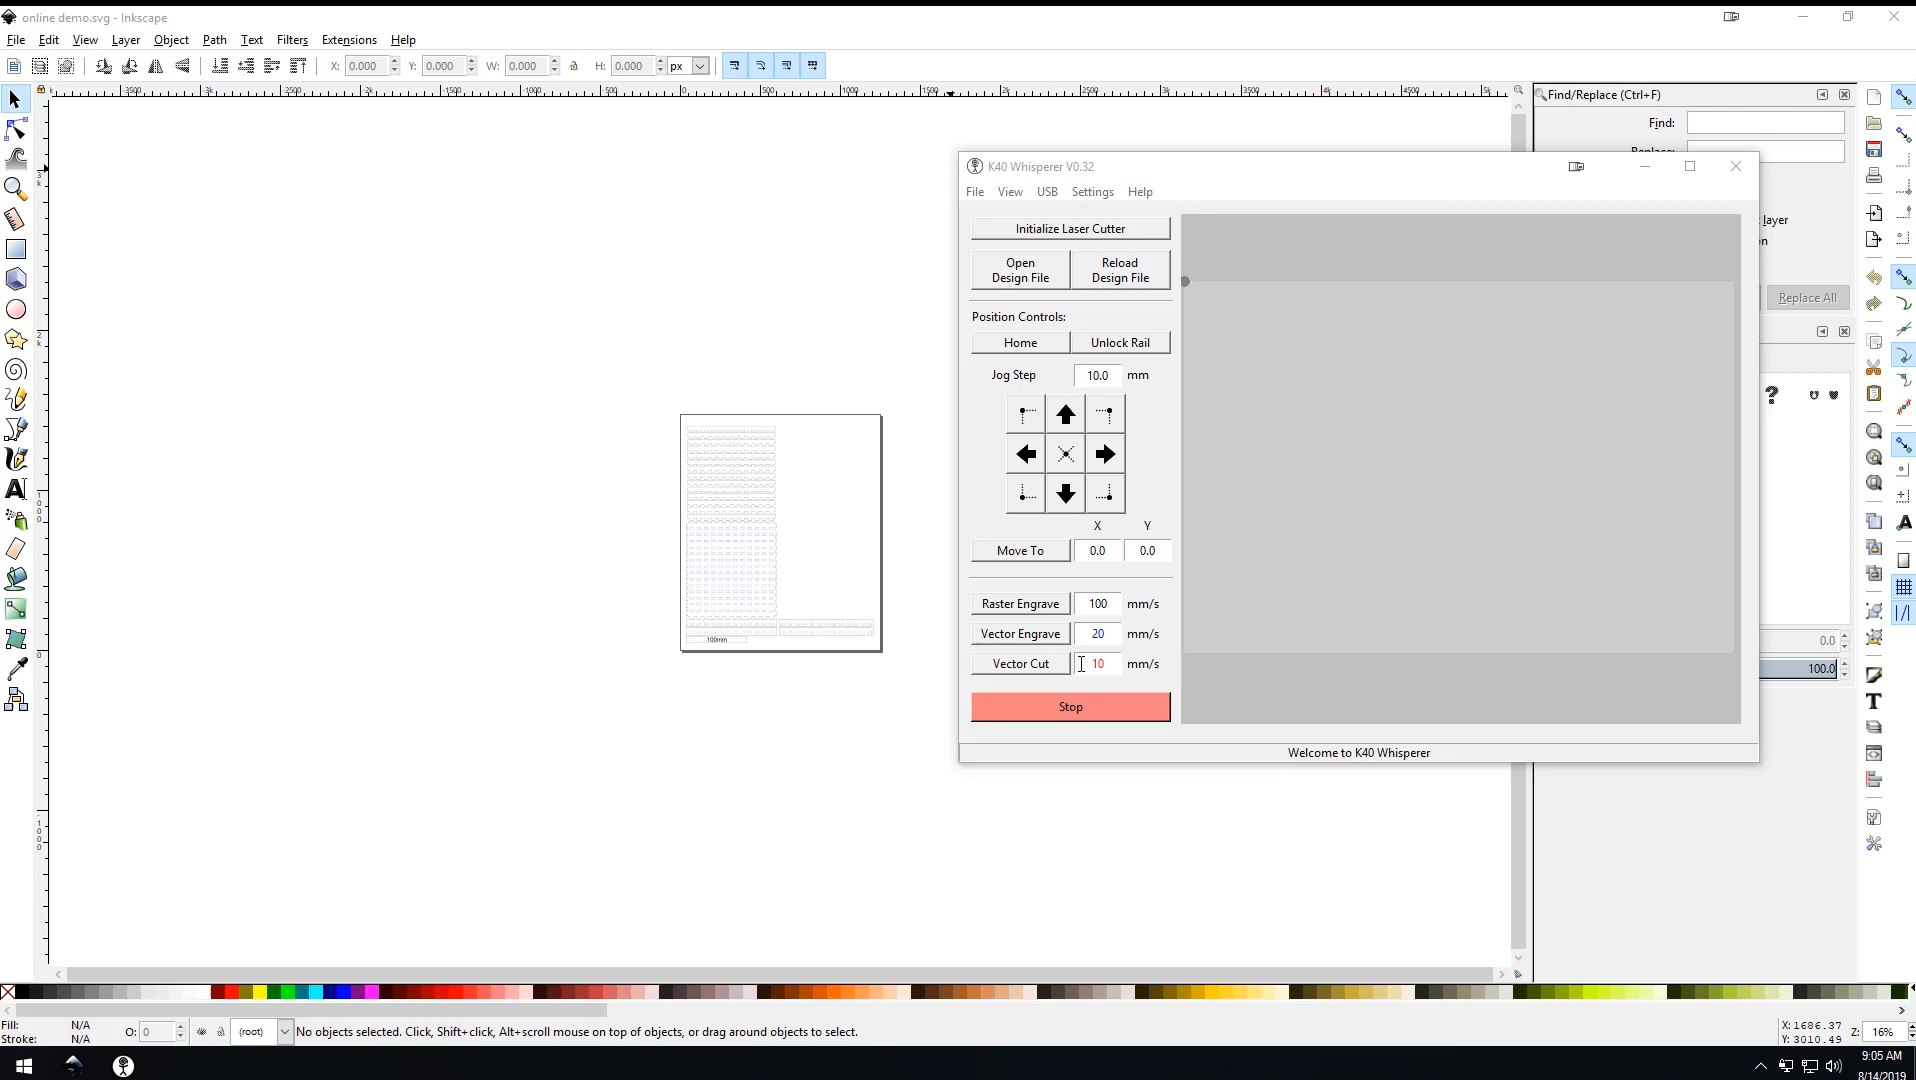 online demo.svg - Inkscape
File Edit View Layer Object Path Text Filters Extensions Help
X: 0.000 Y: 0.000 W: 0.000 H: 0.000 px
Find/Replace (Ctrl+F)
Find:
K40 Whisperer V0.32
File View USB Settings Help
layer
Initialize Laser Cutter
Open
Design File
Reload
Design File
Replace All
Position Controls:
Home Unlock Rail
Jog Step 10.0 mm
X Y
Move To 0.0 0.0
Raster Engrave 100 mm/s
Vector Engrave 20 mm/s
Vector Cut 10 mm/s
Stop
Welcome to K40 Whisperer
100mm
0.0
100.0
Fill: N/A
Stroke: N/A
O: 0 (root) No objects selected. Click, Shift+click, Alt+scroll mouse on top of objects, or drag around objects to select.
X: 1686.37
Y: 3010.49
Z: 16%
9:05 AM
8/14/2019